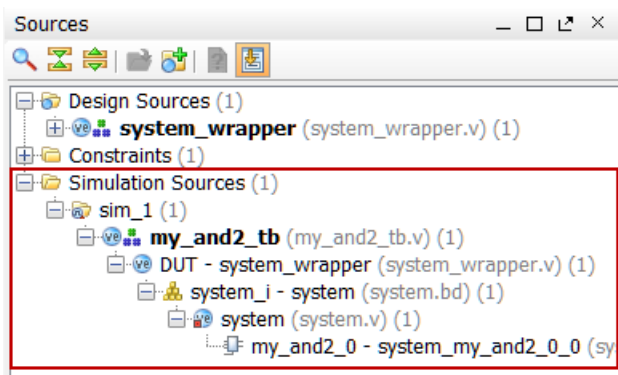 Sources
Design Sources (1)
system_wrapper (system_wrapper.v) (1)
Constraints (1)
Simulation Sources (1)
sim_1 (1)
my_and2_tb (my_and2_tb.v) (1)
DUT - system_wrapper (system_wrapper.v) (1)
system_i - system (system.bd) (1)
system (system.v) (1)
my_and2_0 - system_my_and2_0_0 (sy